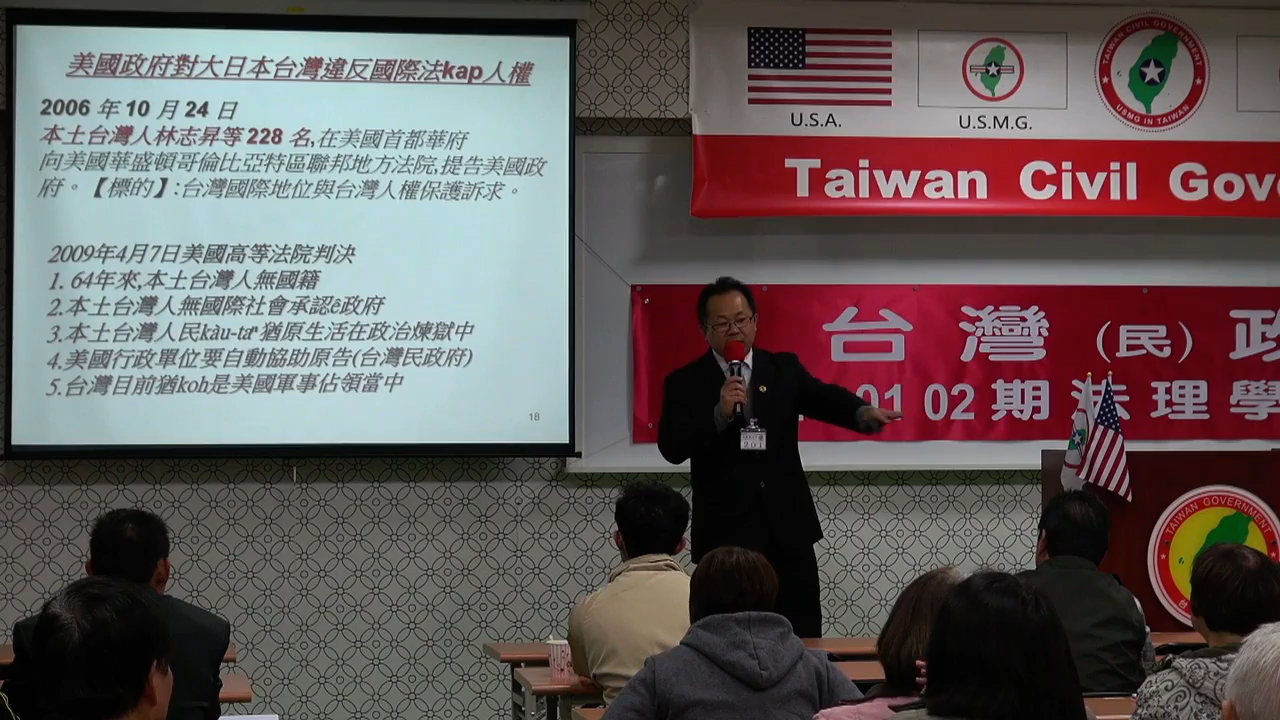 美國政府對大日本台灣違反國際法kap人權
2006 年 10 月 24 日
本土台灣人林志昇等 228 名,在美國首都華府
向美國華盛頓哥倫比亞特區聯邦地方法院,提告美國政
府。【標的】:台灣國際地位與台灣人權保護訴求。
2009年4月7日美國高等法院判決
1. 64年來,本土台灣人無國籍
2.本土台灣人無國際社會承認ê政府
3.本土台灣人民kàu-taⁿ 猶原生活在政治煉獄中
4.美國行政單位要自動協助原告(台灣民政府)
5.台灣目前猶koh是美國軍事佔領當中
18
U.S.A.
U.S.M.G.
TAIWAN CIVIL GOVERNMENT
USMG IN TAIWAN
Taiwan Civil Gov
台灣(民)政
01 02 期 法 理 學
TAIWAN GOVERNMENT